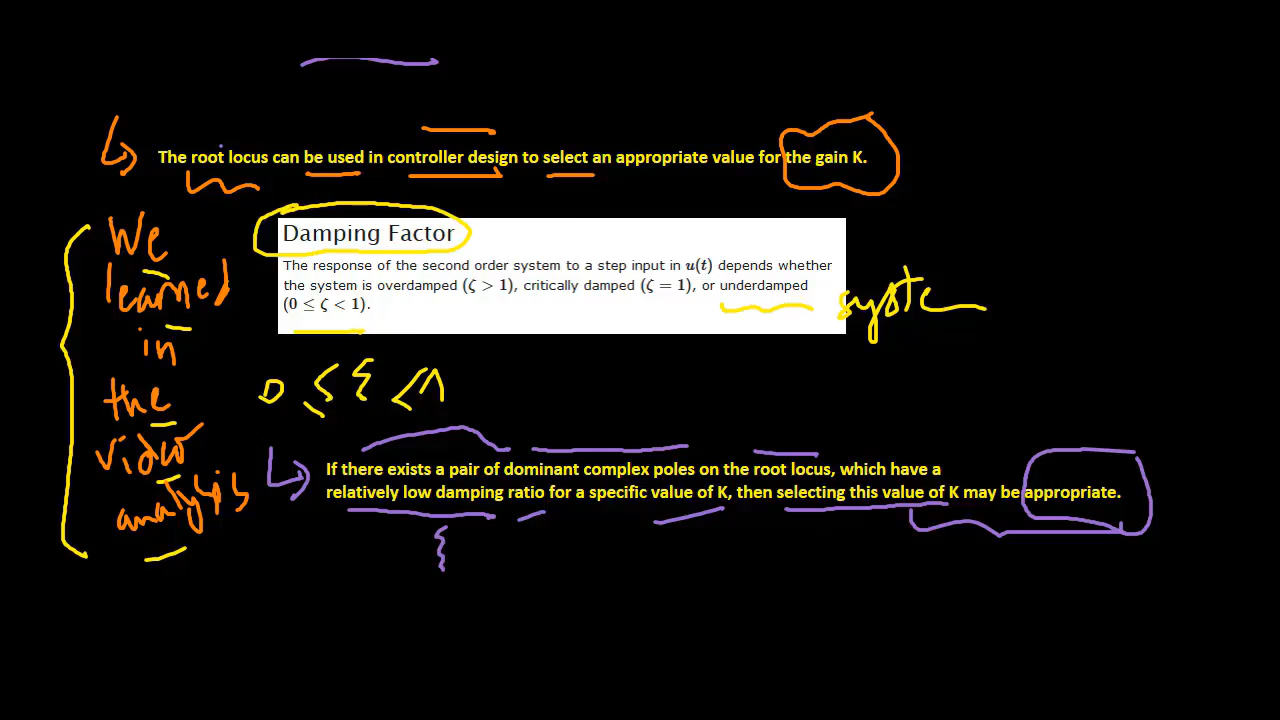 The root locus can be used in controller design to select an appropriate value for the gain K.
We
learned
in
the
Damping Factor
The response of the second order system to a step input in u(t) depends whether
the system is overdamped (ζ > 1), critically damped (ζ = 1), or underdamped
(0 ≤ ζ < 1).
system
0 ≤ ξ < 1
If there exists a pair of dominant complex poles on the root locus, which have a
relatively low damping ratio for a specific value of K, then selecting this value of K may be appropriate.
analysis
ξ